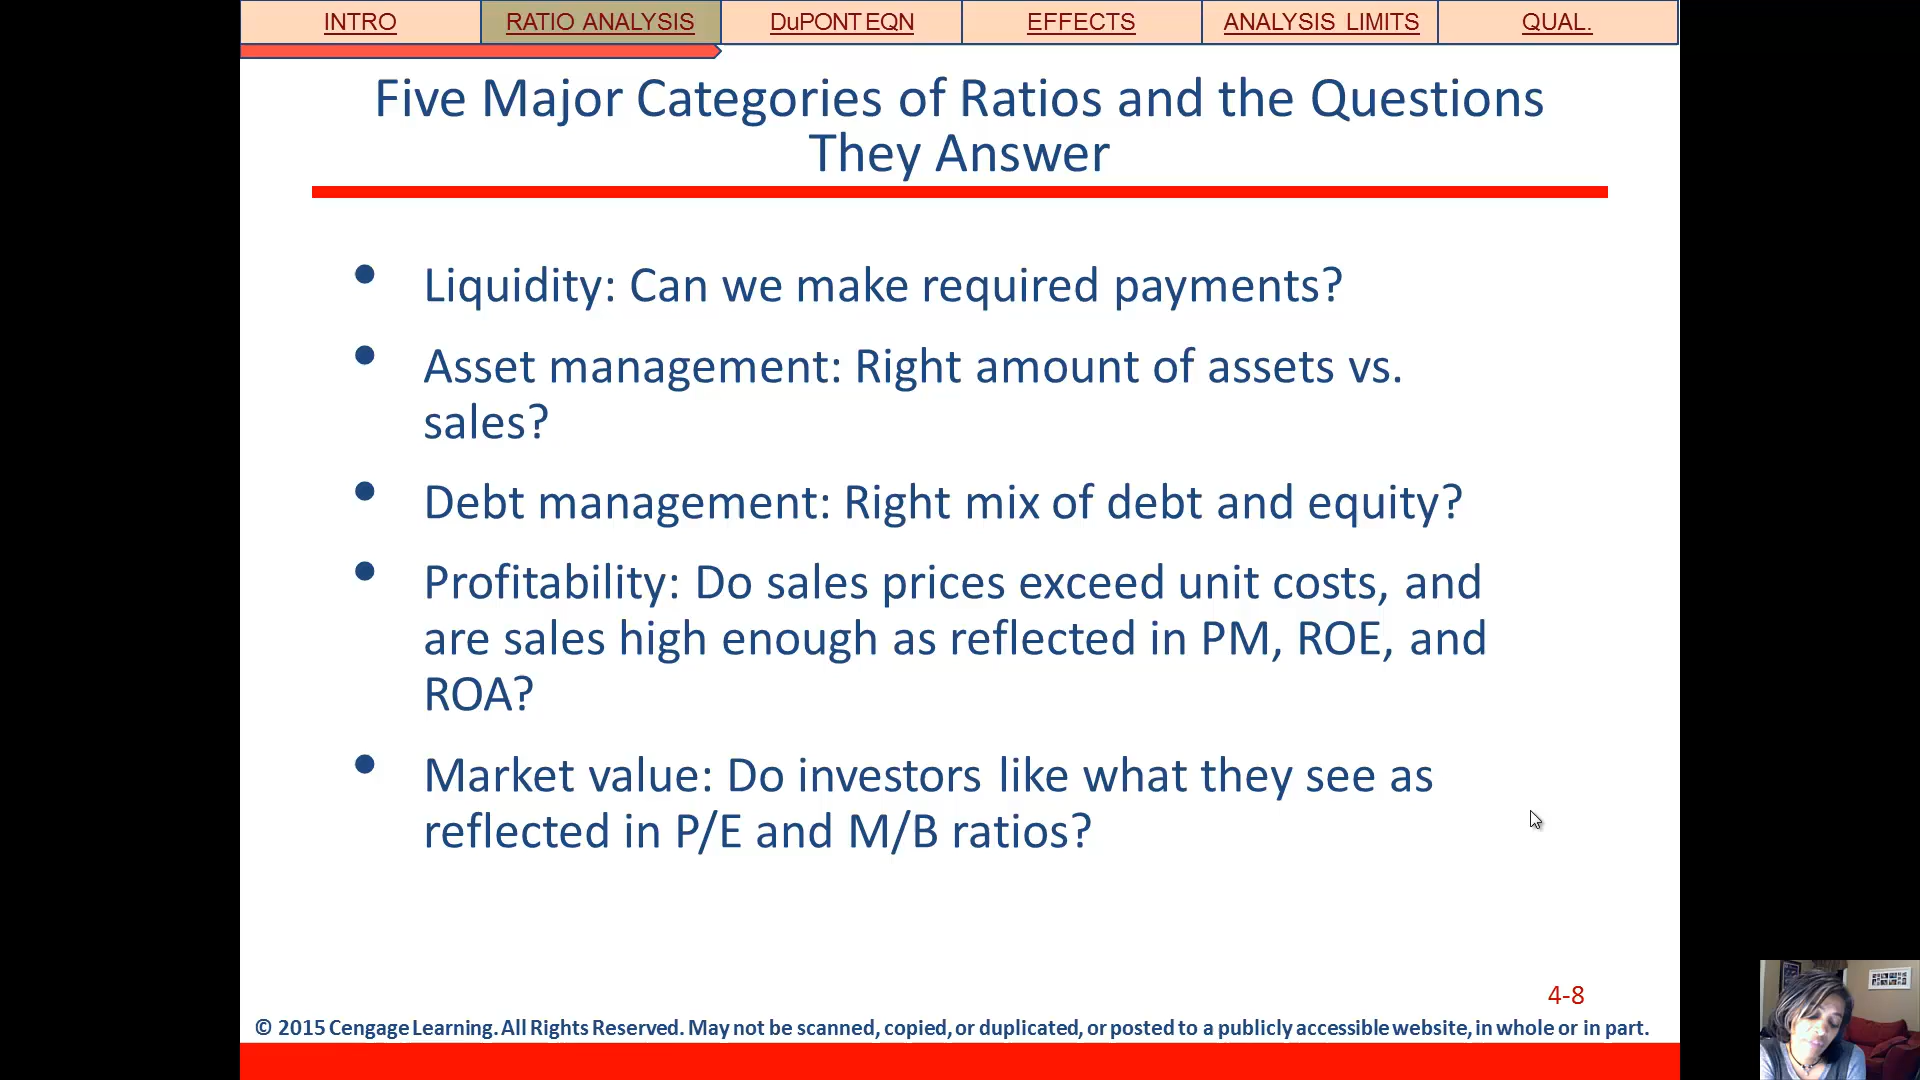 INTRO
RATIO ANALYSIS
DuPONT EQN
EFFECTS
ANALYSIS LIMITS
QUAL.
Five Major Categories of Ratios and the Questions
They Answer
• Liquidity: Can we make required payments?
• Asset management: Right amount of assets vs.
sales?
• Debt management: Right mix of debt and equity?
• Profitability: Do sales prices exceed unit costs, and
are sales high enough as reflected in PM, ROE, and
ROA?
• Market value: Do investors like what they see as
reflected in P/E and M/B ratios?
4-8
© 2015 Cengage Learning. All Rights Reserved. May not be scanned, copied, or duplicated, or posted to a publicly accessible website, in whole or in part.